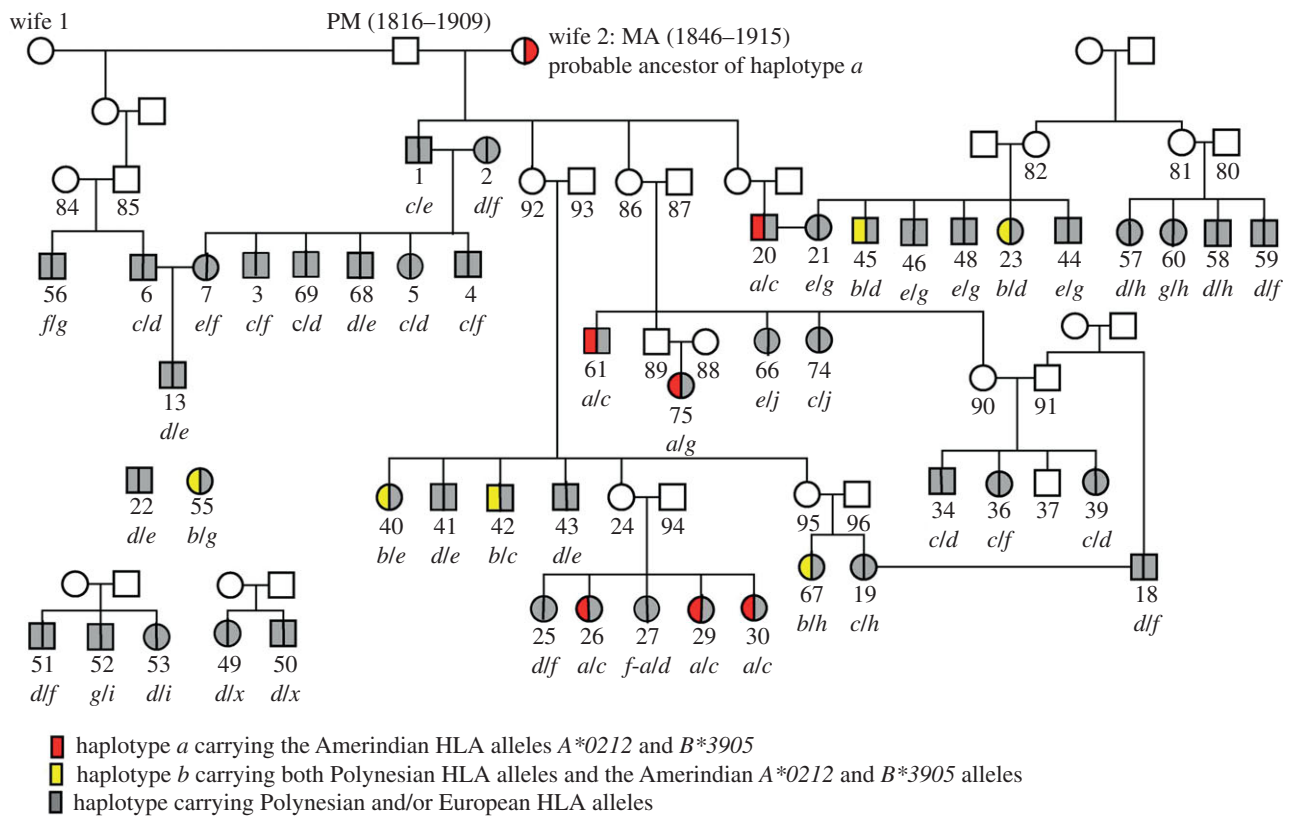 wife 1
PM (1816–1909)
wife 2: MA (1846–1915)
probable ancestor of haplotype a
1 2 82 81 80
c/e d/f
84 85 92 93 86 87
20 21 45 46 48 23 44 57 60 58 59
a/c e/g b/d e/g e/g b/d e/g d/h g/h d/h d/f
56 6 7 3 69 68 5 4
f/g c/d e/f c/f c/d d/e c/d c/f
61 89 88 66 74
a/c e/j c/j
75
a/g
13
d/e
90 91
22 55
d/e b/g
40 41 42 43 24 94 95 96
b/e d/e b/c d/e
34 36 37 39
c/d c/f c/d
67 19 18
b/h c/h d/f
25 26 27 29 30
d/f a/c f-a/d a/c a/c
51 52 53 49 50
d/f g/i d/i d/x d/x
haplotype a carrying the Amerindian HLA alleles A*0212 and B*3905
haplotype b carrying both Polynesian HLA alleles and the Amerindian A*0212 and B*3905 alleles
haplotype carrying Polynesian and/or European HLA alleles